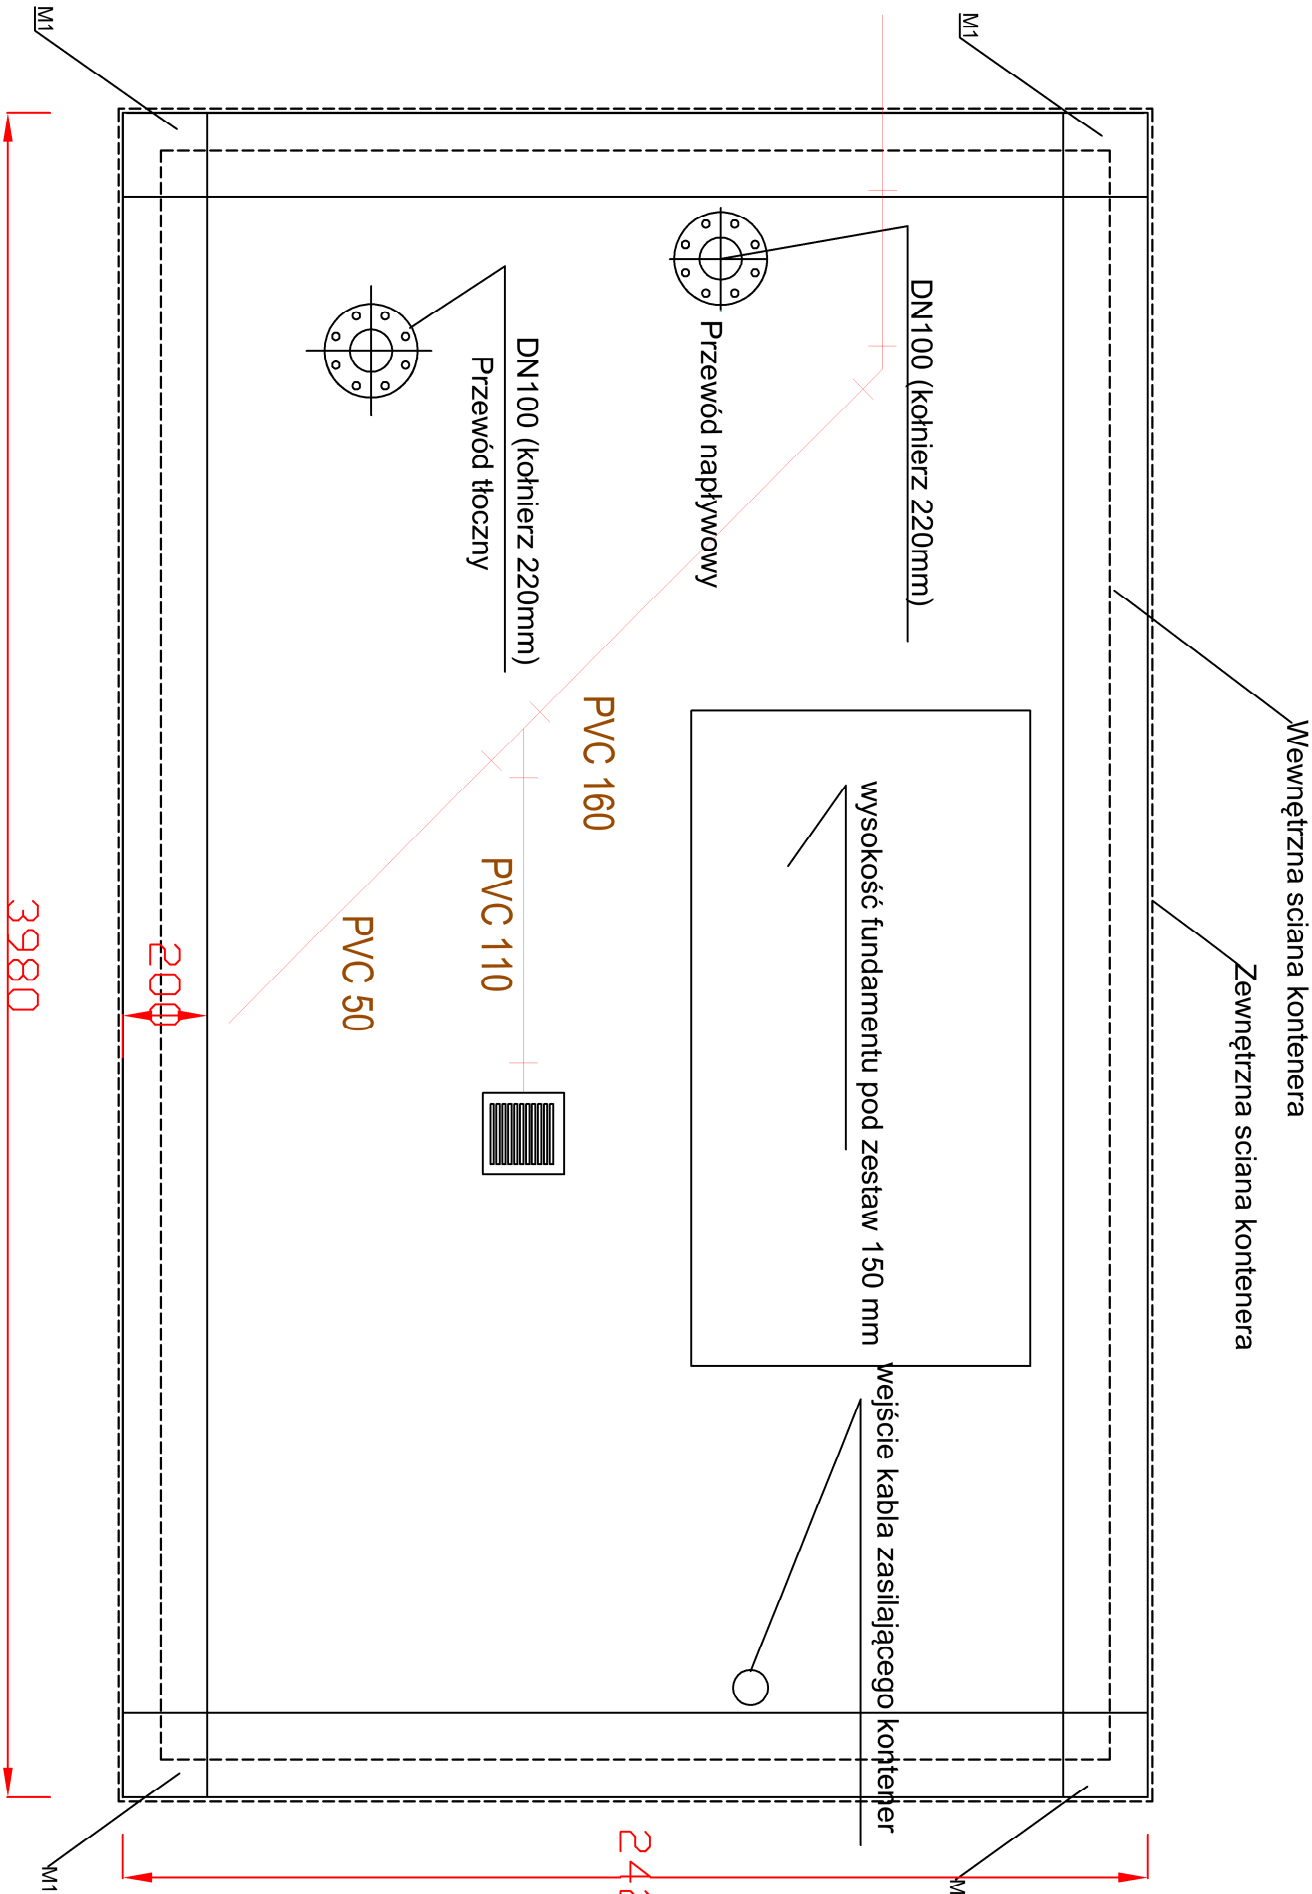 M1
M1
DN100 (kołnierz 220mm)
Przewód napływowy
DN100 (kołnierz 220mm)
Przewód tłoczny
Wewnętrzna sciana kontenera
Zewnętrzna sciana kontenera
wysokość fundamentu pod zestaw 150 mm
PVC 160
PVC 110
PVC 50
3980
200
wejście kabla zasilającego kontener
M1